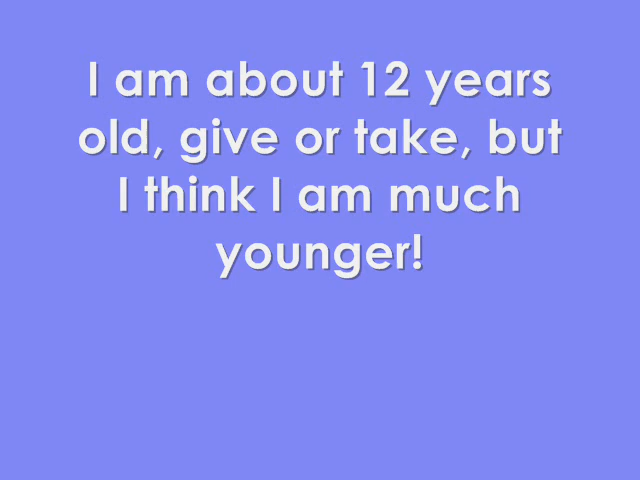 I am about 12 years
old, give or take, but
I think I am much
younger!